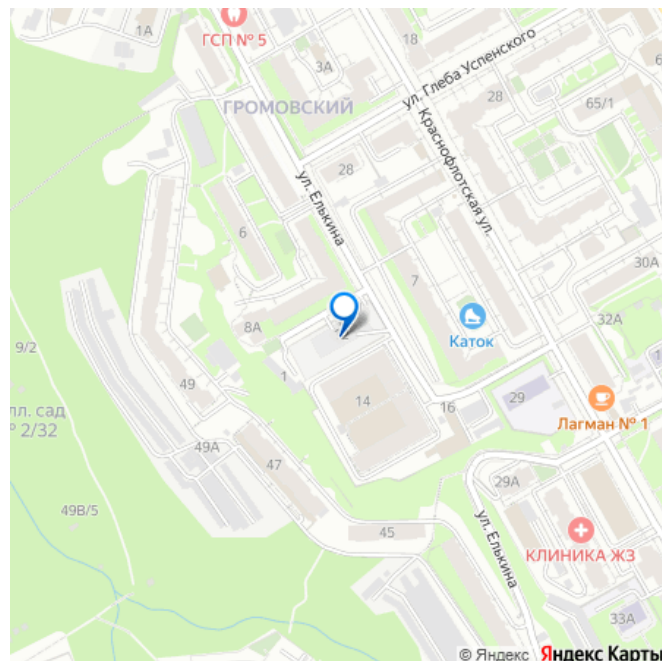 1А
ГСП № 5
18
3А
ул. Глеба Успенского
ГРОМОВСКИЙ
28
65/1
Краснофлотская ул.
28
ул. Елькина
6
7
30А
8А
Каток
32А
9/2
49
1
14
16
29
Лагман № 1
лл. сад
№ 2/32
49А
47
29А
49В/5
45
ул. Елькина
КЛИНИКА ЖЗ
33А
© Яндекс Яндекс Карты